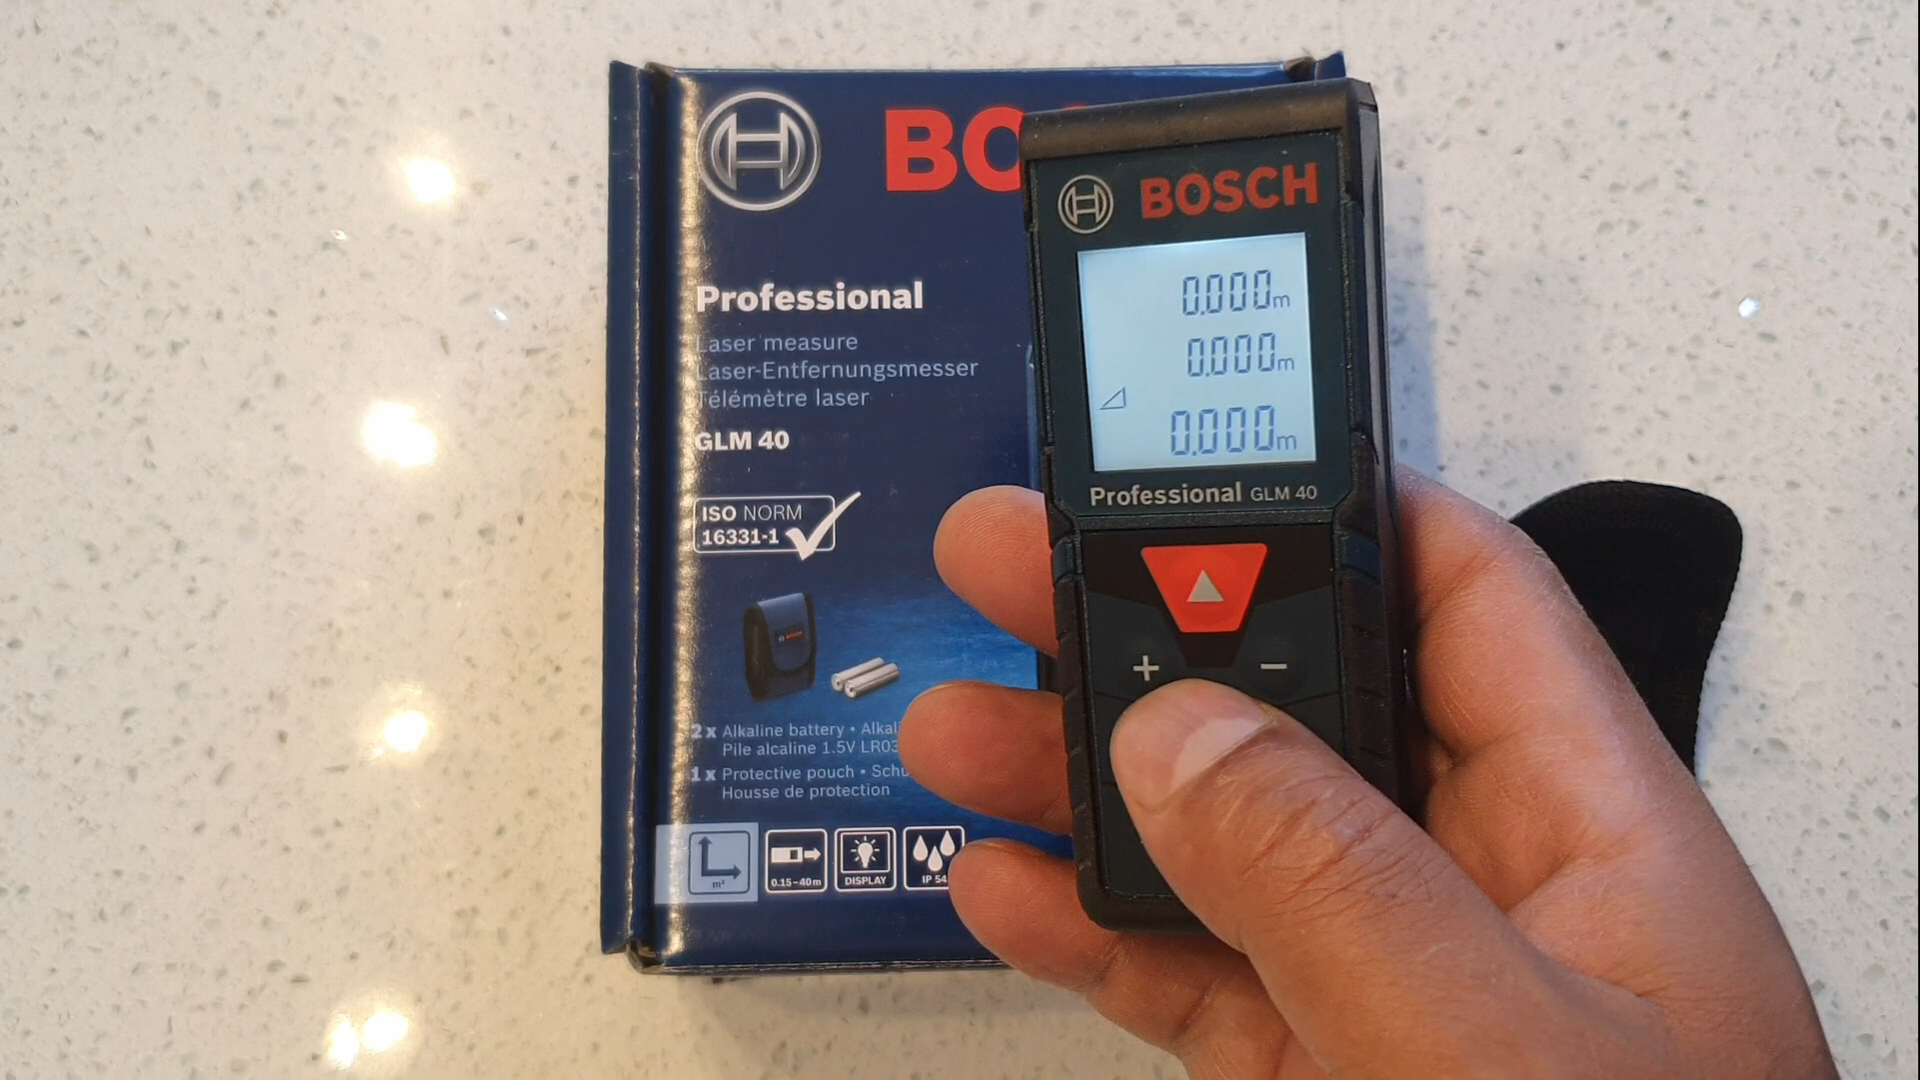 BO
Professional
Laser measure
Laser-Entfernungsmesser
Télémètre laser
GLM 40
ISO NORM
16331-1
BOSCH
2 x Alkaline battery •
Pile alcaline 1.5V LR03
1 x Protective pouch •
Housse de protection
m²
0.15–40m
DISPLAY
IP 54
BOSCH
0.000m
0.000m
0.000m
Professional GLM 40
+ −